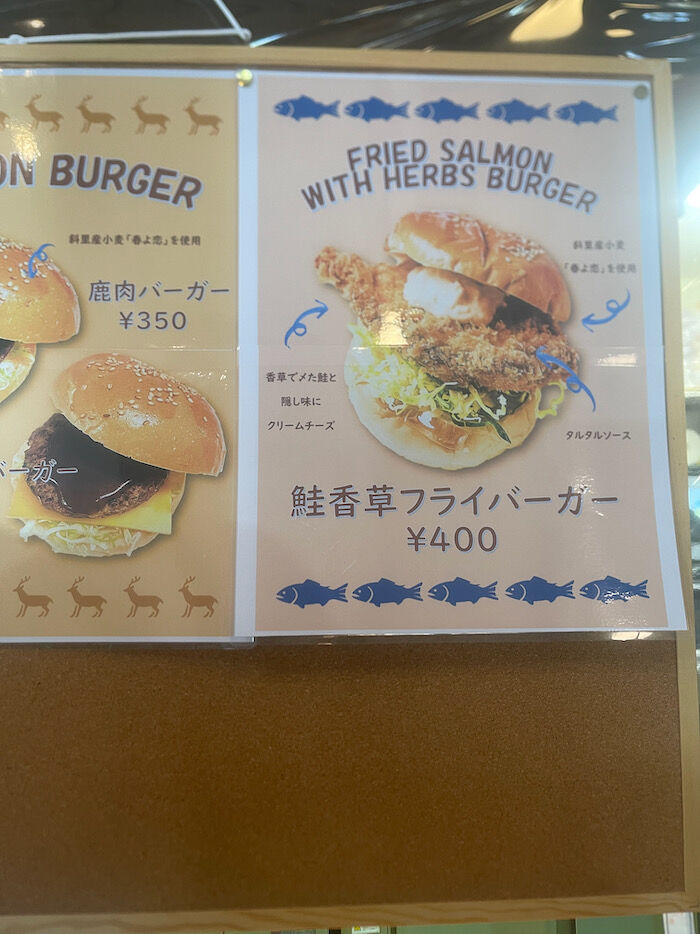 ON BURGER
斜里産小麦「春よ恋」を使用
鹿肉バーガー
¥350
バーガー
FRIED SALMON
WITH HERBS BURGER
斜里産小麦
「春よ恋」を使用
香草で〆た鮭と
隠し味に
クリームチーズ
タルタルソース
鮭香草フライバーガー
¥400